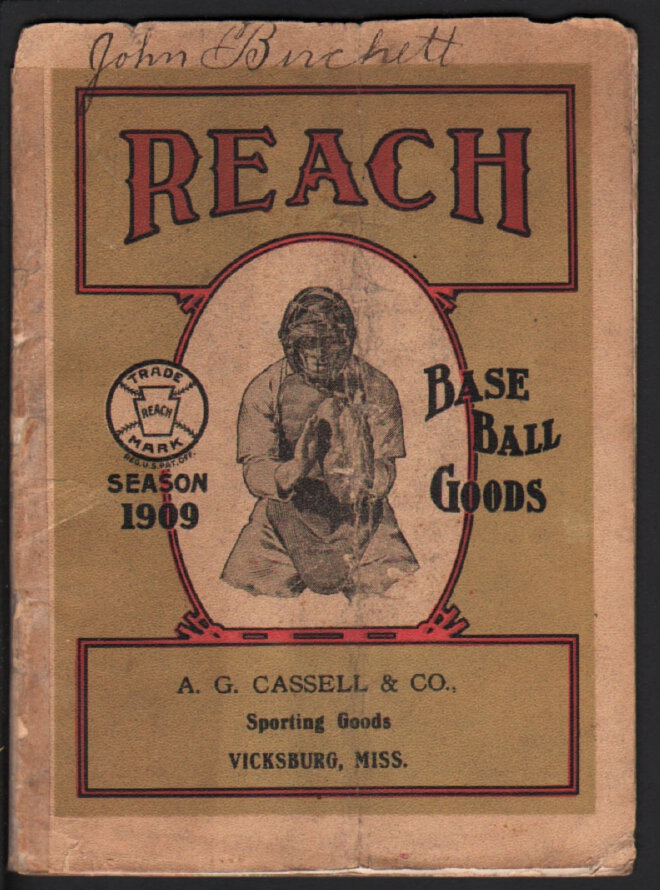 John C Birchett
REACH
TRADE
REACH
MARK
REG. U.S. PAT. OFF.
SEASON
1909
BASE
BALL
GOODS
A. G. CASSELL & CO.,
Sporting Goods
VICKSBURG, MISS.